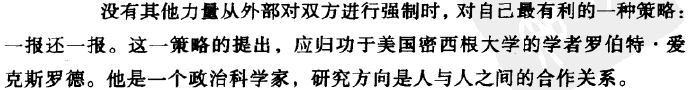 没有其他力量从外部对双方进行强制时，对自己最有利的一种策略：
一报还一报。这一策略的提出，应归功于美国密西根大学的学者罗伯特·爱
克斯罗德。他是一个政治科学家，研究方向是人与人之间的合作关系。